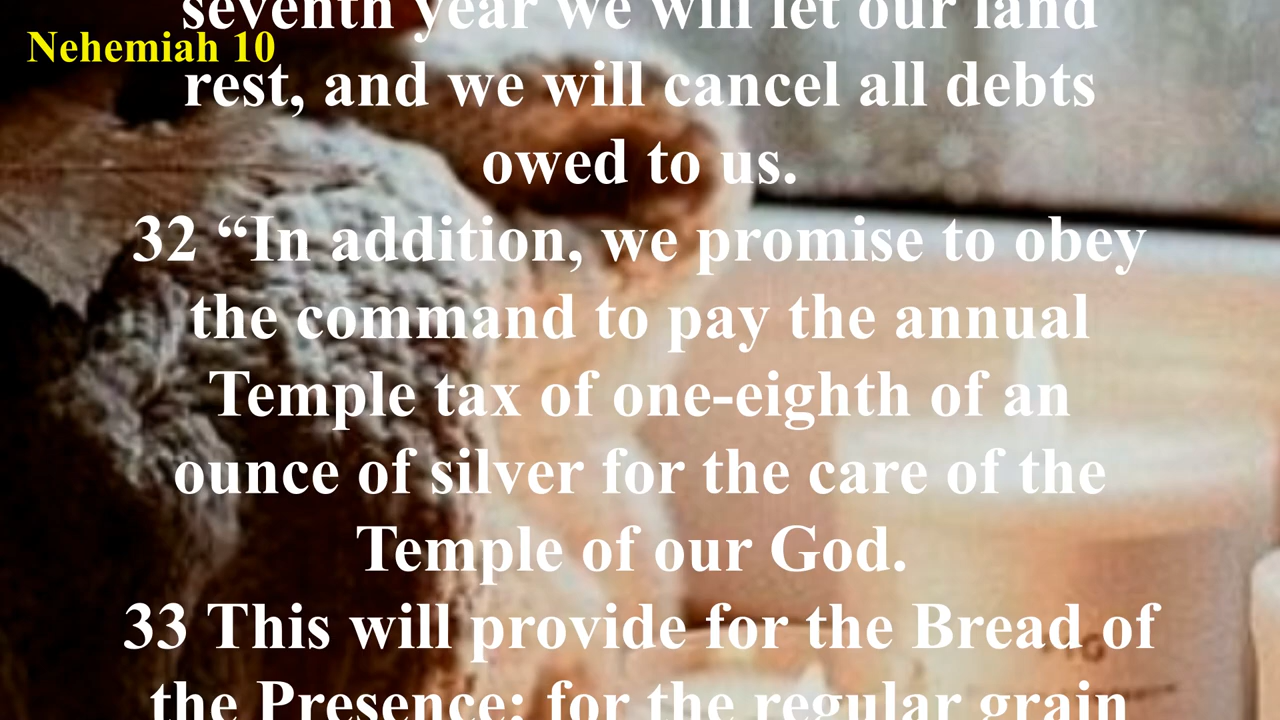 Nehemiah 10
seventh year we will let our land
rest, and we will cancel all debts
owed to us.
32 “In addition, we promise to obey
the command to pay the annual
Temple tax of one-eighth of an
ounce of silver for the care of the
Temple of our God.
33 This will provide for the Bread of
the Presence; for the regular grain